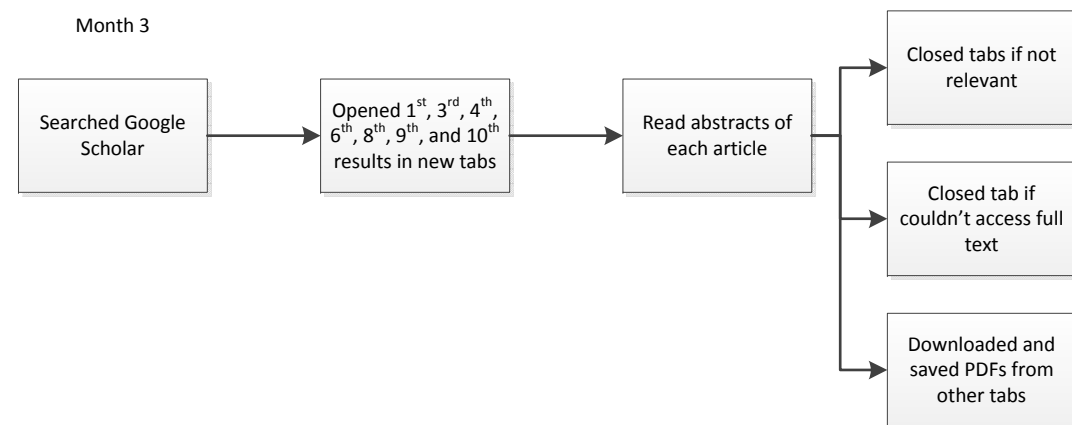 Month 3
Searched Google
Scholar
Opened 1st, 3rd, 4th,
6th, 8th, 9th, and 10th
results in new tabs
Read abstracts of
each article
Closed tabs if not
relevant
Closed tab if
couldn’t access full
text
Downloaded and
saved PDFs from
other tabs